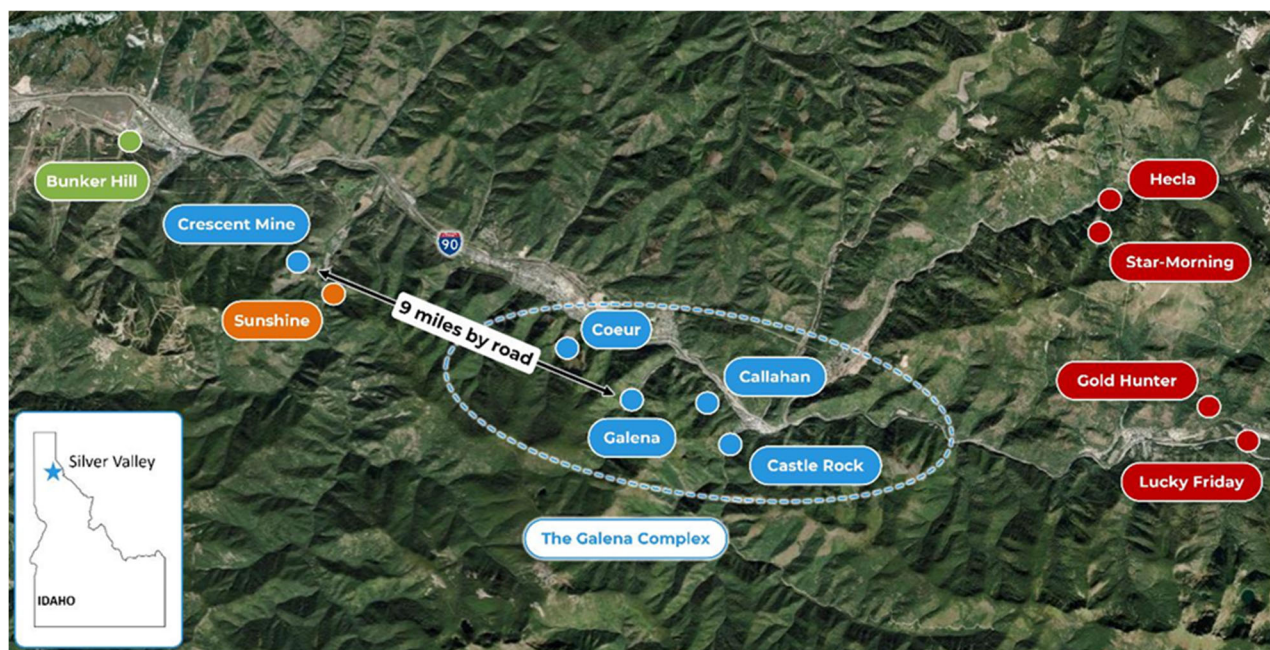 Bunker Hill
Crescent Mine
Sunshine
90
9 miles by road
Coeur
Callahan
Galena
Castle Rock
The Galena Complex
Hecla
Star-Morning
Gold Hunter
Lucky Friday
Silver Valley
IDAHO